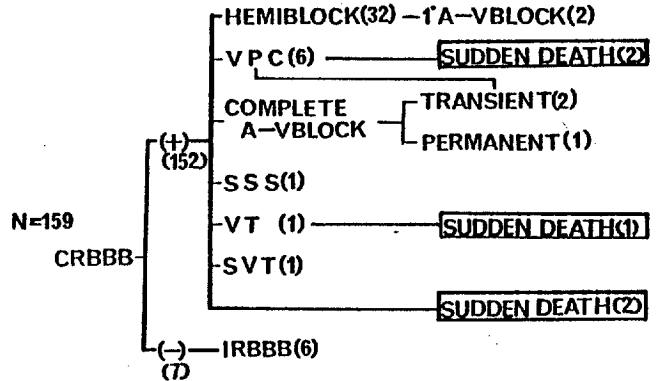 HEMIBLOCK(32) — 1° A—VBLOCK(2)
VPC(6) SUDDEN DEATH(2)
COMPLETE A—VBLOCK
TRANSIENT(2)
PERMANENT(1)
(+)
(152)
SSS(1)
N=159
VT (1) SUDDEN DEATH(1)
CRBBB
SVT(1)
SUDDEN DEATH(2)
(—) IRBBB(6)
(7)